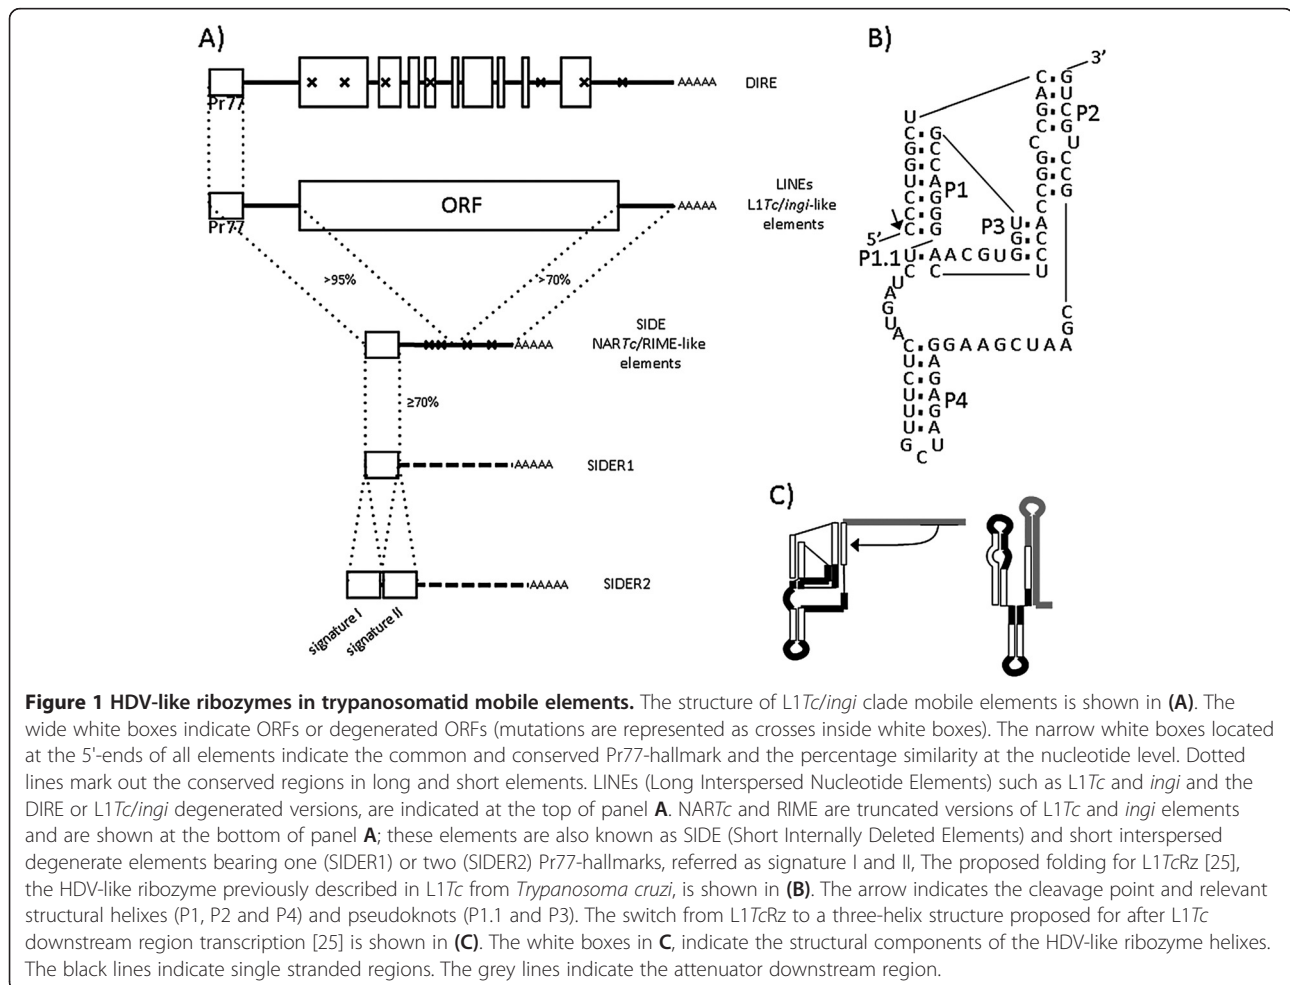 A)
Pr77
AAAAA
DIRE
Pr77
ORF
AAAAA
LINEs
L1Tc/ingi-like
elements
>95%
>70%
AAAAA
SIDE
NARTc/RIME-like
elements
≥70%
AAAAA
SIDER1
AAAAA
SIDER2
signature I
signature II
B)
3'
C G
A U
G C
C G
C U
G C
G C
C G
C
A
C
C
U
P2
U
C
G
G
U
C
C
C
G
C
C
A
G
G
G
P1
5'
P3
U
G
G
P1.1
U A A C G U G
C C
U
A
G
U
A
C G G A A G C U A A
G
C
U
C
U
U
U
A
G
A
G
A
P4
G
C
U
C)
Figure 1 HDV-like ribozymes in trypanosomatid mobile elements. The structure of L1Tc/ingi clade mobile elements is shown in (A). The
wide white boxes indicate ORFs or degenerated ORFs (mutations are represented as crosses inside white boxes). The narrow white boxes located
at the 5'-ends of all elements indicate the common and conserved Pr77-hallmark and the percentage similarity at the nucleotide level. Dotted
lines mark out the conserved regions in long and short elements. LINEs (Long Interspersed Nucleotide Elements) such as L1Tc and ingi and the
DIRE or L1Tc/ingi degenerated versions, are indicated at the top of panel A. NARTc and RIME are truncated versions of L1Tc and ingi elements
and are shown at the bottom of panel A; these elements are also known as SIDE (Short Internally Deleted Elements) and short interspersed
degenerate elements bearing one (SIDER1) or two (SIDER2) Pr77-hallmarks, referred as signature I and II, The proposed folding for L1TcRz [25],
the HDV-like ribozyme previously described in L1Tc from Trypanosoma cruzi, is shown in (B). The arrow indicates the cleavage point and relevant
structural helixes (P1, P2 and P4) and pseudoknots (P1.1 and P3). The switch from L1TcRz to a three-helix structure proposed for after L1Tc
downstream region transcription [25] is shown in (C). The white boxes in C, indicate the structural components of the HDV-like ribozyme helixes.
The black lines indicate single stranded regions. The grey lines indicate the attenuator downstream region.